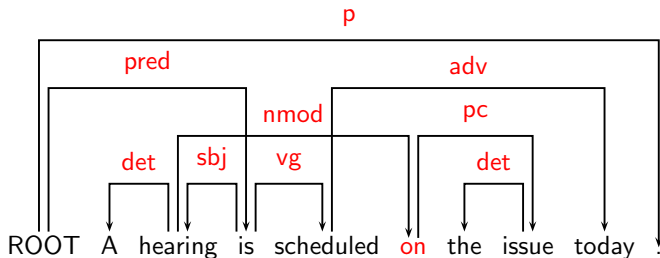 p
pred adv
nmod pc
det sbj vg det
ROOT A hearing is scheduled on the issue today .